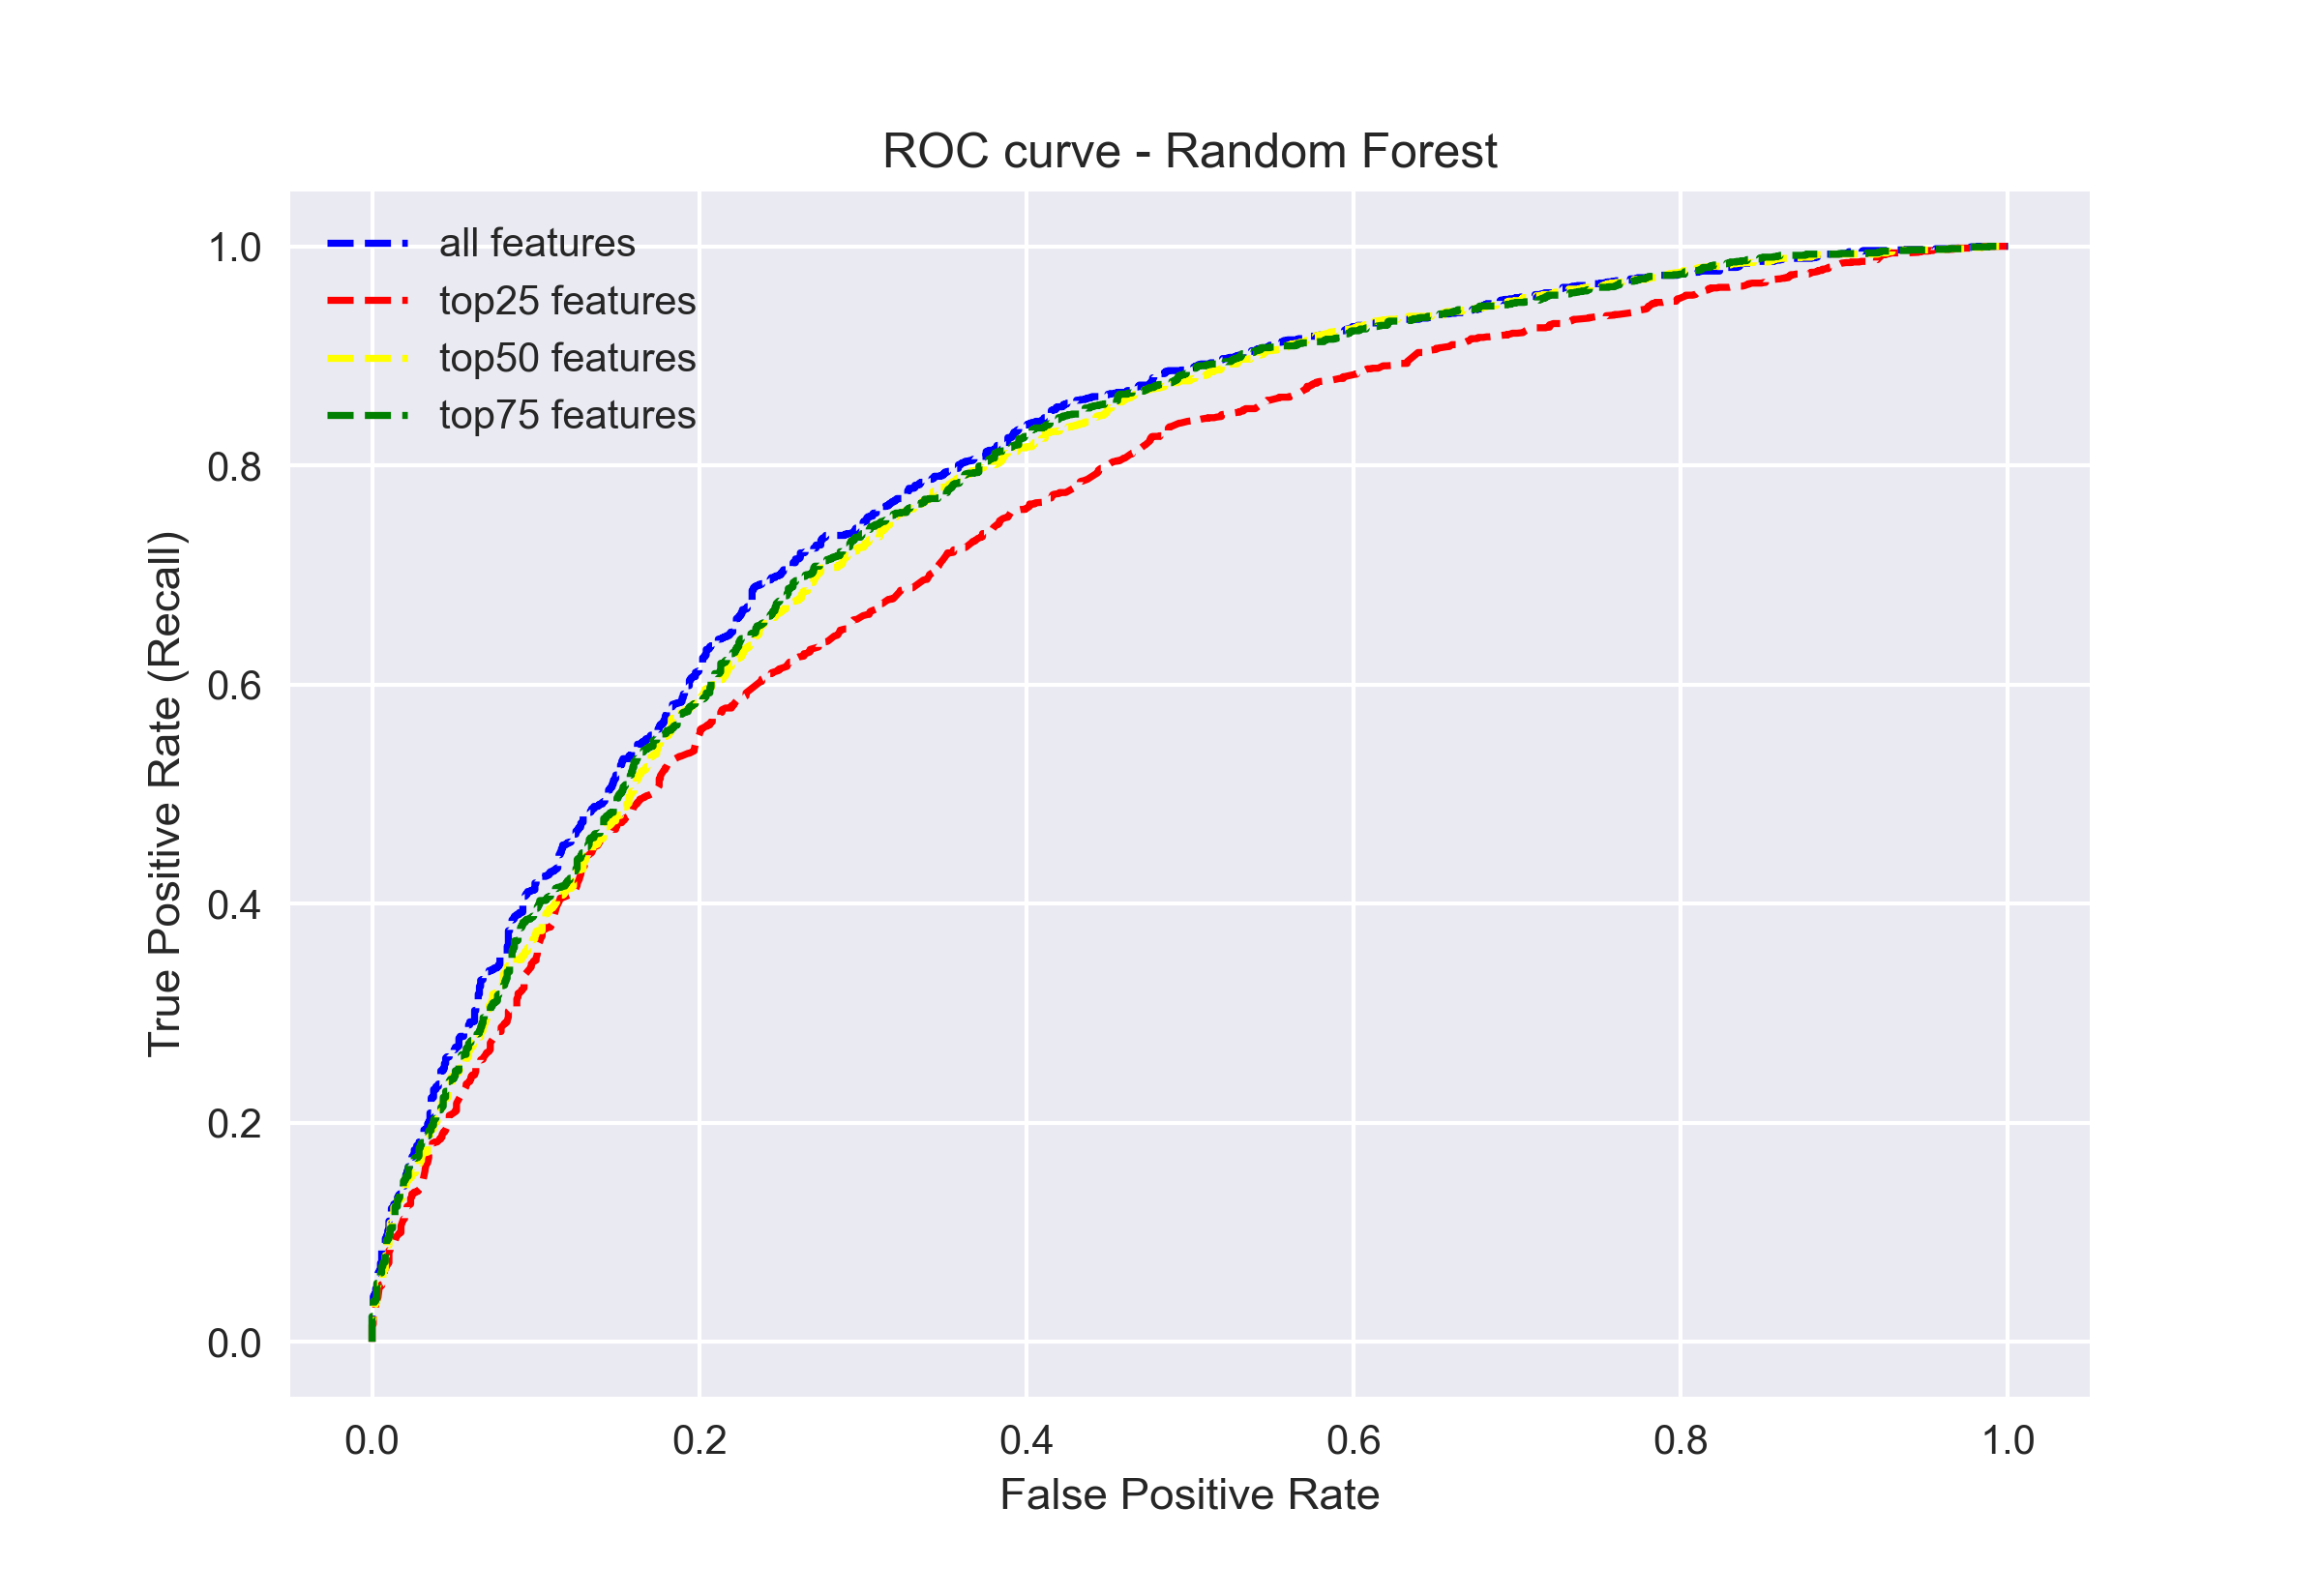 ROC curve - Random Forest
all features
top25 features
top50 features
top75 features
True Positive Rate (Recall)
1.0
0.8
0.6
0.4
0.2
0.0
0.0 0.2 0.4 0.6 0.8 1.0
False Positive Rate